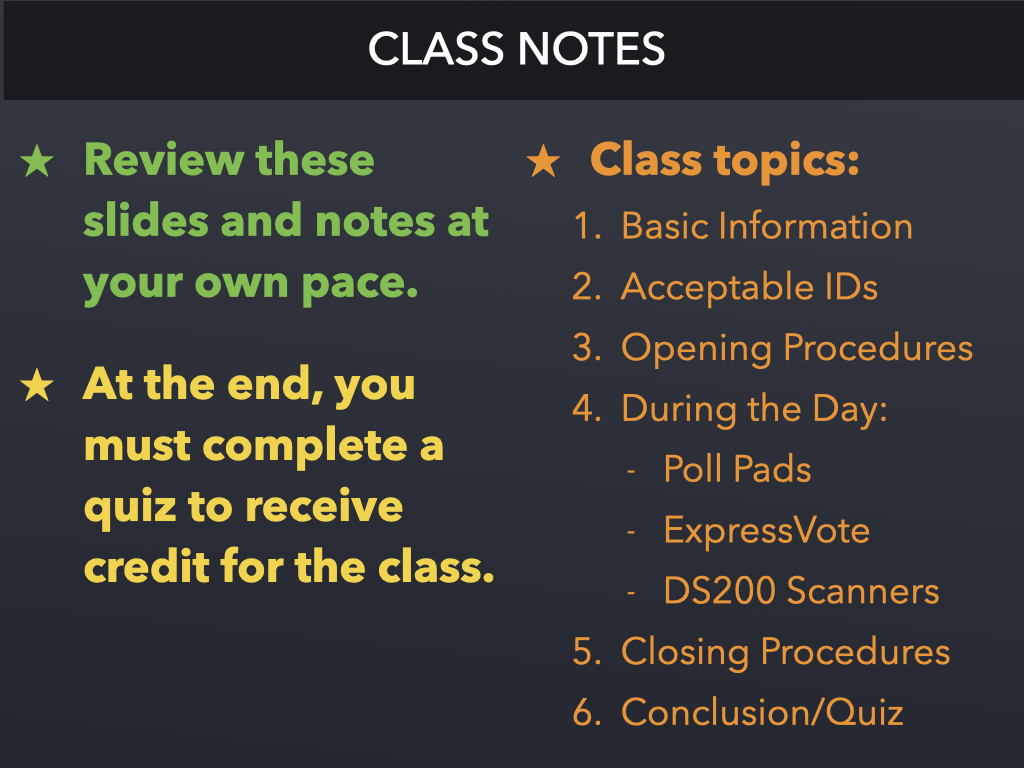 CLASS NOTES
★ Review these
slides and notes at
your own pace.
★ At the end, you
must complete a
quiz to receive
credit for the class.
★ Class topics:
1. Basic Information
2. Acceptable IDs
3. Opening Procedures
4. During the Day:
- Poll Pads
- ExpressVote
- DS200 Scanners
5. Closing Procedures
6. Conclusion/Quiz